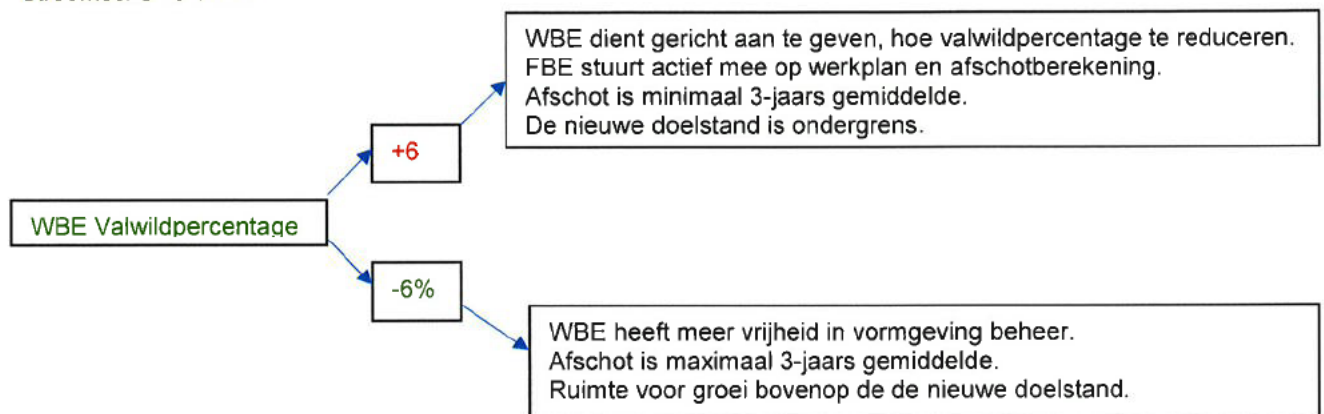 WBE dient gericht aan te geven, hoe valwildpercentage te reduceren.
FBE stuurt actief mee op werkplan en afschotberekening.
Afschot is minimaal 3-jaars gemiddelde.
De nieuwe doelstand is ondergrens.
+6
WBE Valwildpercentage
-6%
WBE heeft meer vrijheid in vormgeving beheer.
Afschot is maximaal 3-jaars gemiddelde.
Ruimte voor groei bovenop de de nieuwe doelstand.